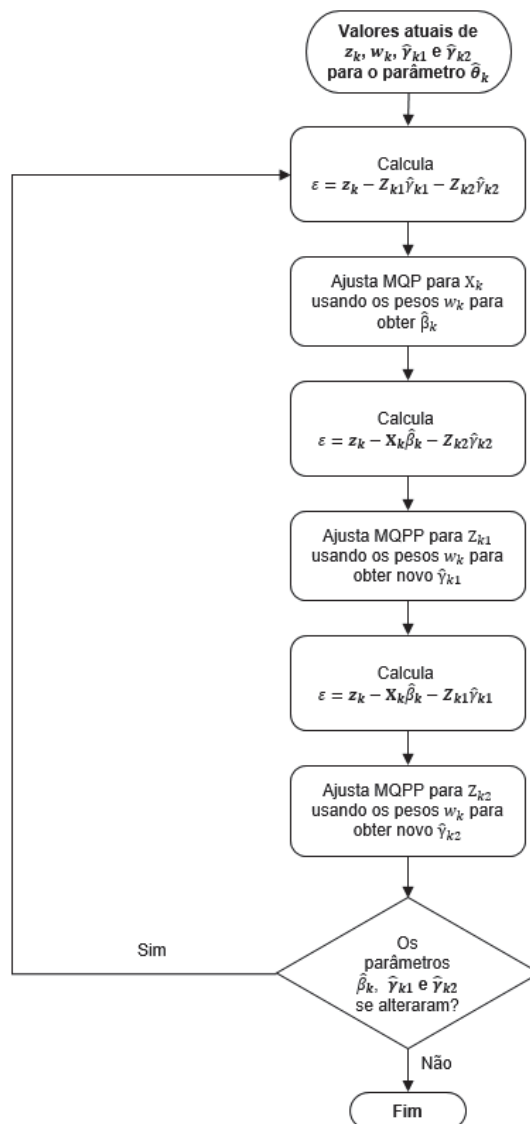 Valores atuais de
z_k, w_k, γ̂_k1 e γ̂_k2
para o parâmetro θ̂_k
Calcula
ε = z_k − Z_k1γ̂_k1 − Z_k2γ̂_k2
Ajusta MQP para X_k
usando os pesos w_k para
obter β̂_k
Calcula
ε = z_k − X_kβ̂_k − Z_k2γ̂_k2
Ajusta MQPP para Z_k1
usando os pesos w_k para
obter novo γ̂_k1
Calcula
ε = z_k − X_kβ̂_k − Z_k1γ̂_k1
Ajusta MQPP para Z_k2
usando os pesos w_k para
obter novo γ̂_k2
Sim
Os
parâmetros
β̂_k, γ̂_k1 e γ̂_k2
se alteraram?
Não
Fim